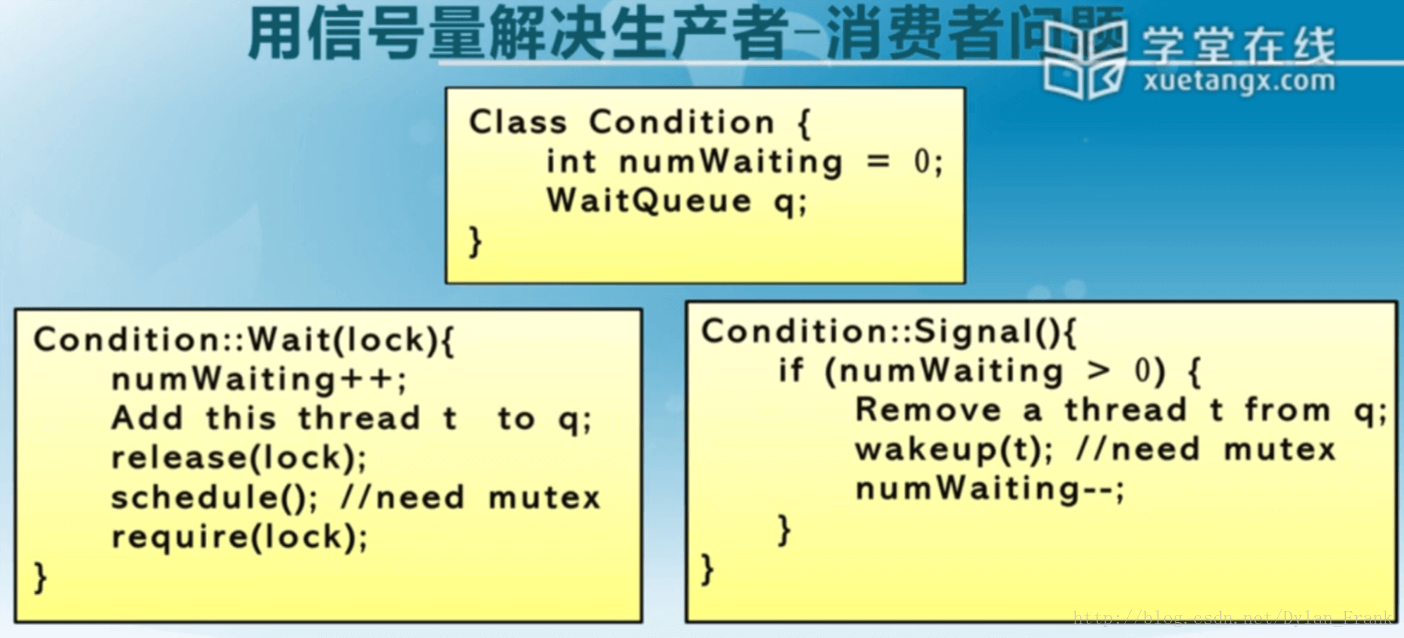 用信号量解决生产者-消费者问题
学堂在线
xuetangx.com
Class Condition {
int numWaiting = 0;
WaitQueue q;
}
Condition::Wait(lock){
numWaiting++;
Add this thread t to q;
release(lock);
schedule(); //need mutex
require(lock);
}
Condition::Signal(){
if (numWaiting > 0) {
Remove a thread t from q;
wakeup(t); //need mutex
numWaiting--;
}
}
http://blog.csdn.net/Dylan_Frank